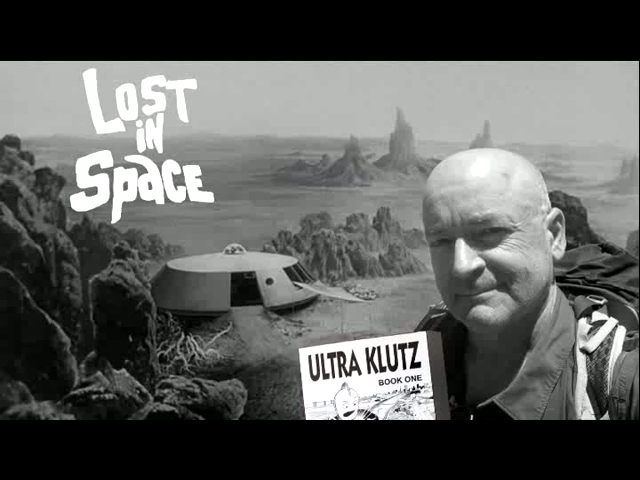 LOST
iN
Space
ULTRA KLUTZ
BOOK ONE